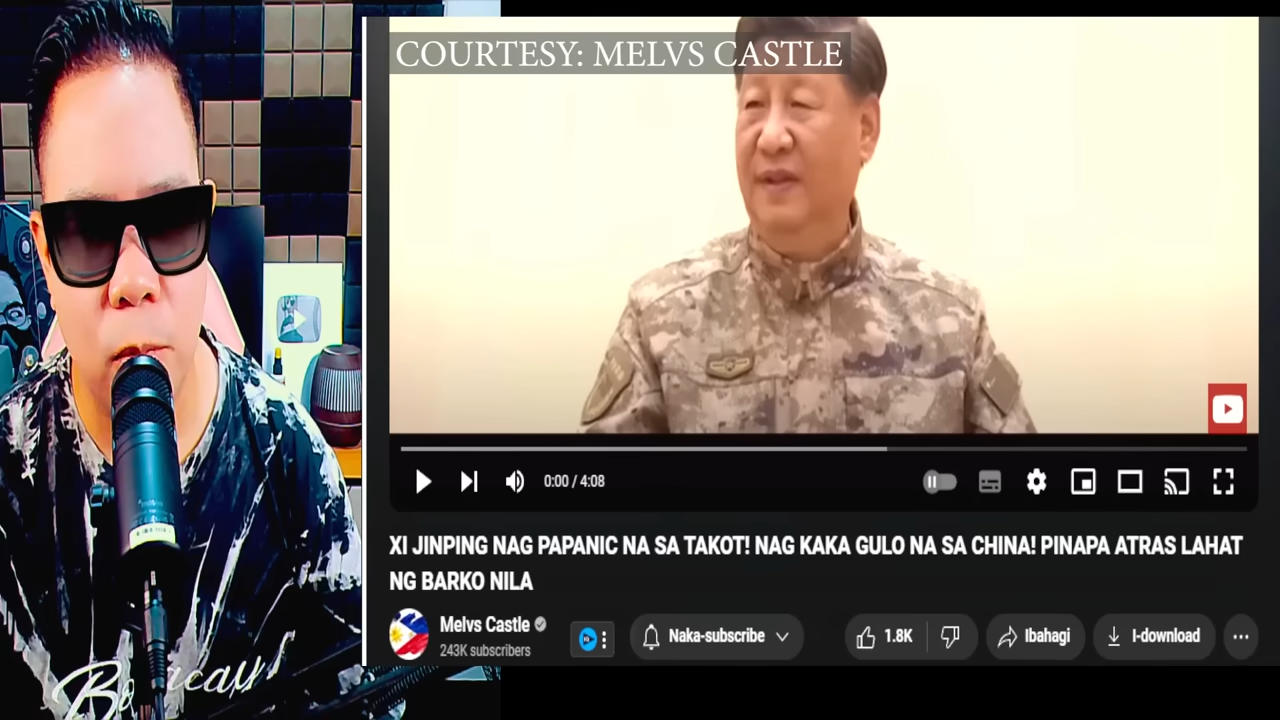 COURTESY: MELVS CASTLE
0:00 / 4:08
XI JINPING NAG PAPANIC NA SA TAKOT! NAG KAKA GULO NA SA CHINA! PINAPA ATRAS LAHAT
NG BARKO NILA
Melvs Castle
243K subscribers
Naka-subscribe
1.8K
Ibahagi
I-download